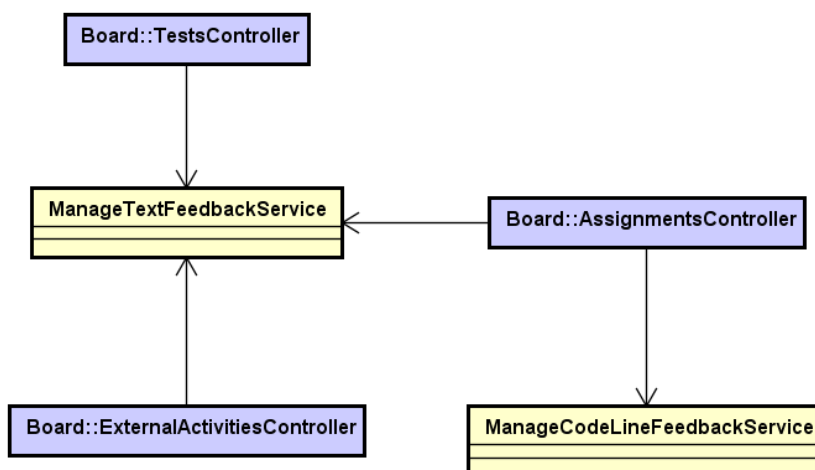 Board::TestsController
ManageTextFeedbackService
Board::AssignmentsController
Board::ExternalActivitiesController
ManageCodeLineFeedbackService